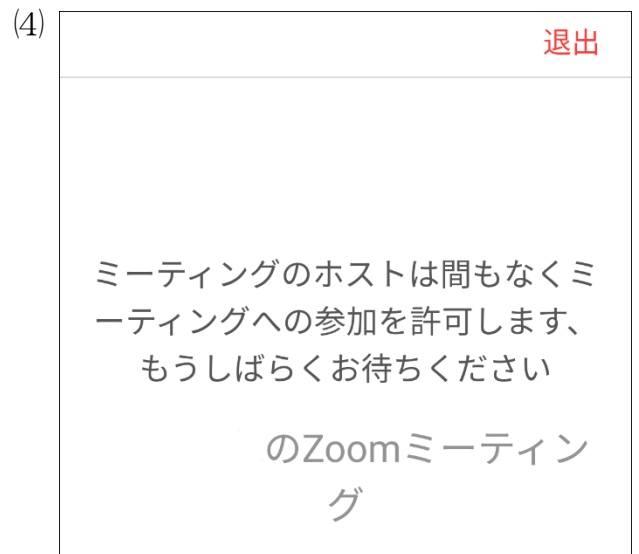 (4)
退出
ミーティングのホストは間もなくミ
ーティングへの参加を許可します、
もうしばらくお待ちください
のZoomミーティン
グ